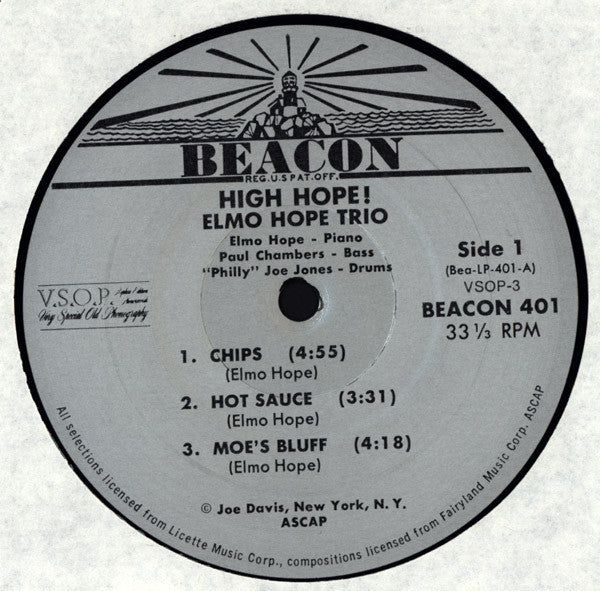 BEACON
REG.U.S PAT.OFF.
HIGH HOPE!
ELMO HOPE TRIO
Elmo Hope - Piano
Paul Chambers - Bass
"Philly" Joe Jones - Drums
Side 1
(Bea-LP-401-A)
VSOP-3
BEACON 401
33 1/3 RPM
V.S.O.P.
Very Special Old Phonography
1. CHIPS (4:55)
(Elmo Hope)
2. HOT SAUCE (3:31)
(Elmo Hope)
3. MOE'S BLUFF (4:18)
(Elmo Hope)
© Joe Davis, New York, N. Y.
ASCAP
All selections licensed from Licette Music Corp., compositions licensed from Fairyland Music Corp. ASCAP